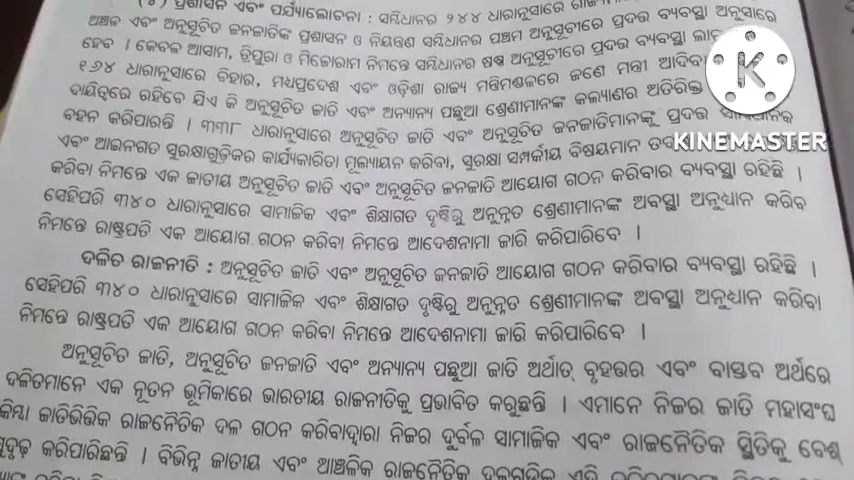 (୪) ପ୍ରଶାସନ ଏବଂ ପର୍ଯ୍ୟାଲୋଚନା : ସମ୍ବିଧାନର ୨୪୪ ଧାରାନୁସାରେ
ଅଞ୍ଚଳ ଏବଂ ଅନୁସୂଚିତ ଜନଜାତିଙ୍କ ପ୍ରଶାସନ ଓ ନିୟନ୍ତ୍ରଣ ସମ୍ବିଧାନର ପଞ୍ଚମ ଅନୁସୂଚୀରେ ପ୍ରଦତ୍ତ ବ୍ୟବସ୍ଥା ଅନୁସାରେ
ହେବ । କେବଳ ଆସାମ, ତ୍ରିପୁରା ଓ ମିଜୋରାମ ନିମନ୍ତେ ସମ୍ବିଧାନର ଷଷ୍ଠ ଅନୁସୂଚୀରେ ପ୍ରଦତ୍ତ ବ୍ୟବସ୍ଥା
୧୬୪ ଧାରାନୁସାରେ ବିହାର, ମଧ୍ୟପ୍ରଦେଶ ଏବଂ ଓଡ଼ିଶା ରାଜ୍ୟ ମନ୍ତ୍ରିମଣ୍ଡଳରେ ଜଣେ ମନ୍ତ୍ରୀ
ଦାୟିତ୍ୱରେ ରହିବେ ଯିଏ କି ଅନୁସୂଚିତ ଜାତି ଏବଂ ଅନ୍ୟାନ୍ୟ ପଛୁଆ ଶ୍ରେଣୀମାନଙ୍କ କଲ୍ୟାଣର ଅତିରିକ୍ତ
ବହନ କରିପାରନ୍ତି । ୩୩୮ ଧାରାନୁସାରେ ଅନୁସୂଚିତ ଜାତି ଏବଂ ଅନୁସୂଚିତ ଜନଜାତିମାନଙ୍କୁ ପ୍ରଦତ୍ତ
ଏବଂ ଆଇନଗତ ସୁରକ୍ଷାଗୁଡ଼ିକର କାର୍ଯ୍ୟକାରିତା ମୂଲ୍ୟାୟନ କରିବା, ସୁରକ୍ଷା ସମ୍ପର୍କୀୟ ବିଷୟମାନ
କରିବା ନିମନ୍ତେ ଏକ ଜାତୀୟ ଅନୁସୂଚିତ ଜାତି ଏବଂ ଅନୁସୂଚିତ ଜନଜାତି ଆୟୋଗ ଗଠନ କରିବାର ବ୍ୟବସ୍ଥା ରହିଛି ।
ସେହିପରି ୩୪୦ ଧାରାନୁସାରେ ସାମାଜିକ ଏବଂ ଶିକ୍ଷାଗତ ଦୃଷ୍ଟିରୁ ଅନୁନ୍ନତ ଶ୍ରେଣୀମାନଙ୍କ ଅବସ୍ଥା ଅନୁଧ୍ୟାନ କରିବା
ନିମନ୍ତେ ରାଷ୍ଟ୍ରପତି ଏକ ଆୟୋଗ ଗଠନ କରିବା ନିମନ୍ତେ ଆଦେଶନାମା ଜାରି କରିପାରିବେ ।
ଦଳିତ ରାଜନୀତି : ଅନୁସୂଚିତ ଜାତି ଏବଂ ଅନୁସୂଚିତ ଜନଜାତି ଆୟୋଗ ଗଠନ କରିବାର ବ୍ୟବସ୍ଥା ରହିଛି ।
ସେହିପରି ୩୪୦ ଧାରାନୁସାରେ ସାମାଜିକ ଏବଂ ଶିକ୍ଷାଗତ ଦୃଷ୍ଟିରୁ ଅନୁନ୍ନତ ଶ୍ରେଣୀମାନଙ୍କ ଅବସ୍ଥା ଅନୁଧ୍ୟାନ କରିବା
ନିମନ୍ତେ ରାଷ୍ଟ୍ରପତି ଏକ ଆୟୋଗ ଗଠନ କରିବା ନିମନ୍ତେ ଆଦେଶନାମା ଜାରି କରିପାରିବେ ।
ଅନୁସୂଚିତ ଜାତି, ଅନୁସୂଚିତ ଜନଜାତି ଏବଂ ଅନ୍ୟାନ୍ୟ ପଛୁଆ ଜାତି ଅର୍ଥାତ୍ ବୃହତ୍ତର ଏବଂ ବାସ୍ତବ ଅର୍ଥରେ
ଦଳିତମାନେ ଏକ ନୂତନ ଭୂମିକାରେ ଭାରତୀୟ ରାଜନୀତିକୁ ପ୍ରଭାବିତ କରୁଛନ୍ତି । ଏମାନେ ନିଜର ଜାତି ମହାସଂଘ
କିମ୍ବା ଜାତିଭିତ୍ତିକ ରାଜନୈତିକ ଦଳ ଗଠନ କରିବାଦ୍ୱାରା ନିଜର ଦୁର୍ବଳ ସାମାଜିକ ଏବଂ ରାଜନୈତିକ ସ୍ଥିତିକୁ ବେଶ୍
ସୁଦୃଢ଼ କରିପାରିଛନ୍ତି । ବିଭିନ୍ନ ଜାତୀୟ ଏବଂ ଆଞ୍ଚଳିକ ରାଜନୈତିକ ଦଳଗୁଡ଼ିକ ଏହି
KINEMASTER